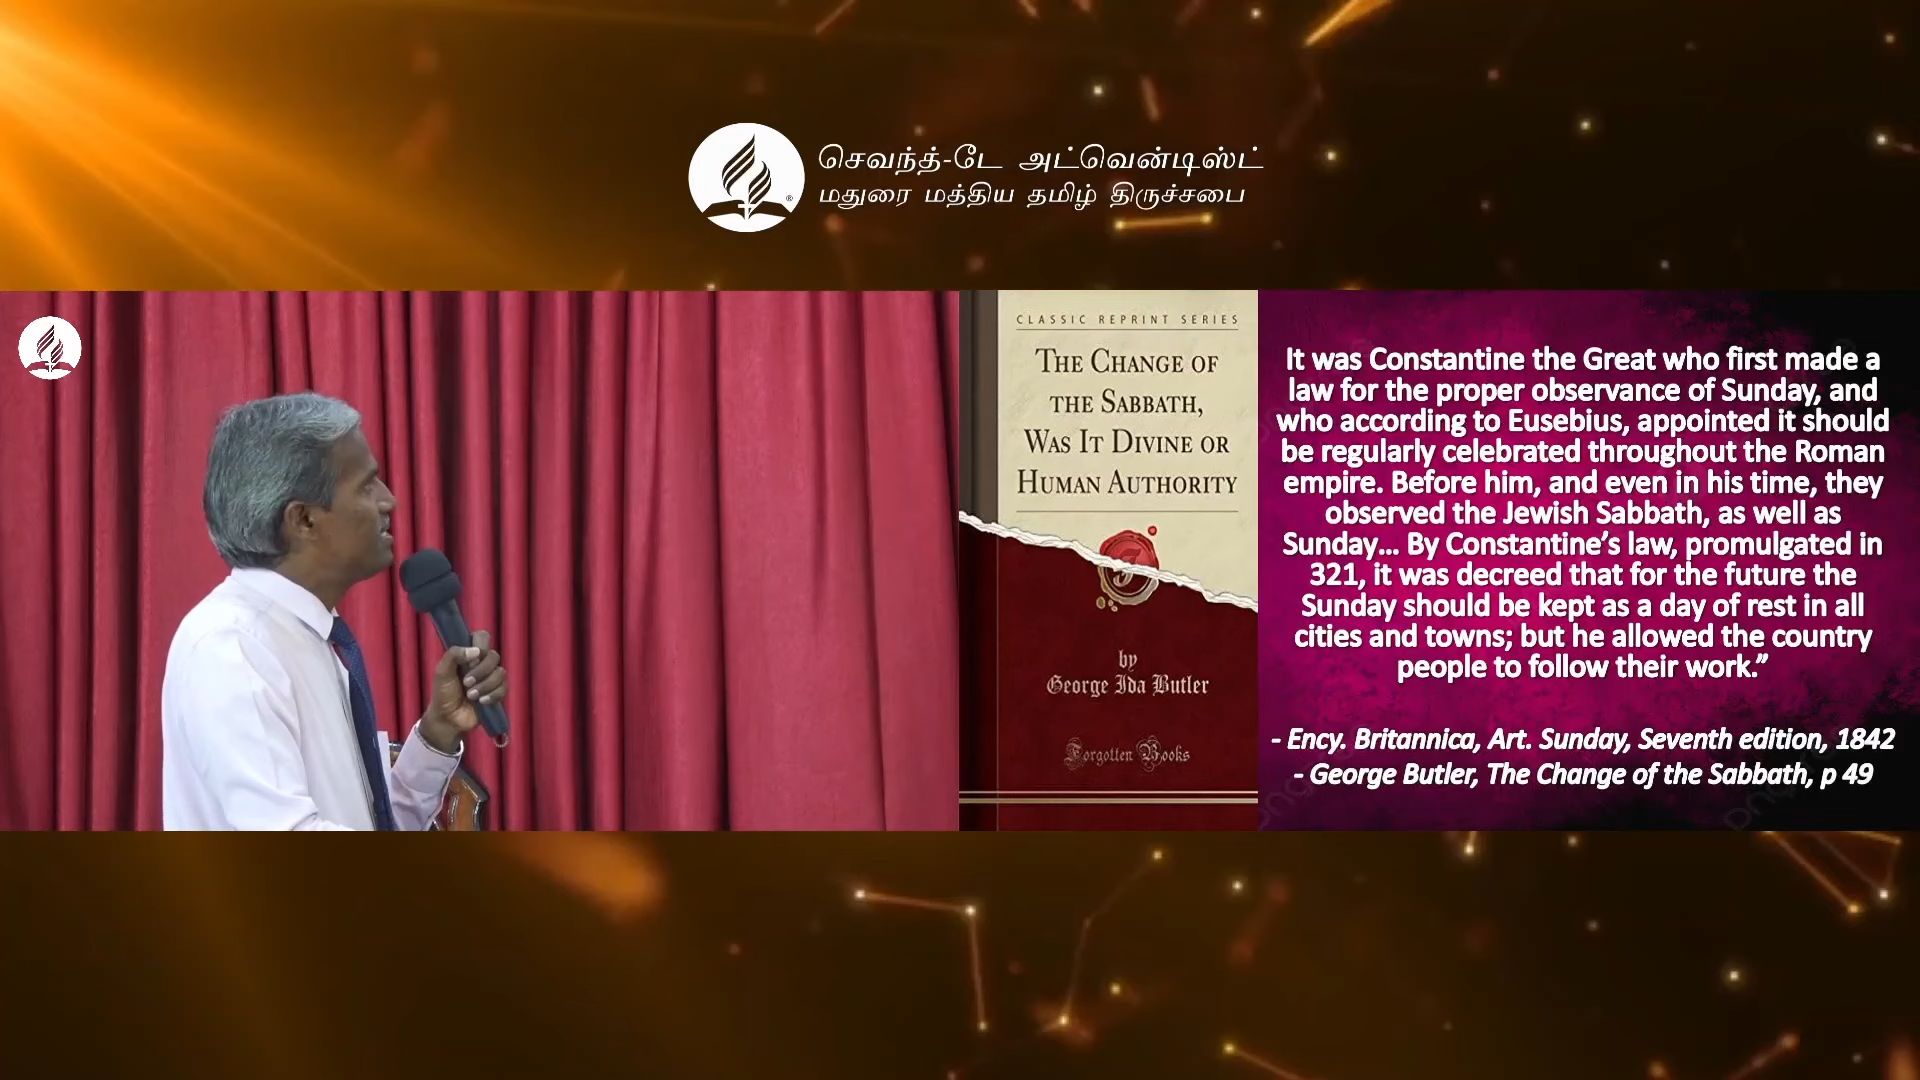 செவந்த்-டே அட்வென்டிஸ்ட்
மதுரை மத்திய தமிழ் திருச்சபை
CLASSIC REPRINT SERIES
THE CHANGE OF
THE SABBATH,
WAS IT DIVINE OR
HUMAN AUTHORITY
by
George Ida Butler
Forgotten Books
It was Constantine the Great who first made a
law for the proper observance of Sunday, and
who according to Eusebius, appointed it should
be regularly celebrated throughout the Roman
empire. Before him, and even in his time, they
observed the Jewish Sabbath, as well as
Sunday... By Constantine’s law, promulgated in
321, it was decreed that for the future the
Sunday should be kept as a day of rest in all
cities and towns; but he allowed the country
people to follow their work.”
- Ency. Britannica, Art. Sunday, Seventh edition, 1842
- George Butler, The Change of the Sabbath, p 49